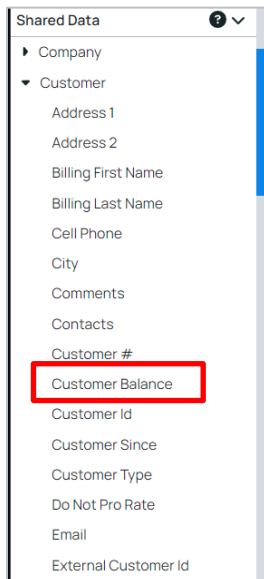 Shared Data
Company
Customer
Address 1
Address 2
Billing First Name
Billing Last Name
Cell Phone
City
Comments
Contacts
Customer #
Customer Balance
Customer Id
Customer Since
Customer Type
Do Not Pro Rate
Email
External Customer Id